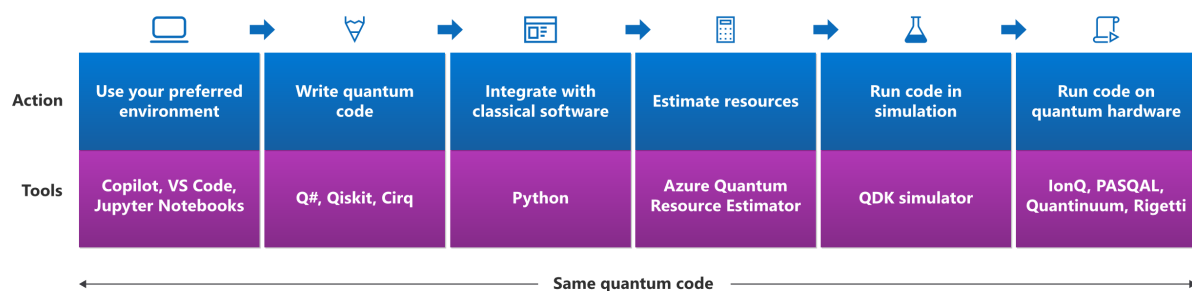 Action
Use your preferred
environment
Write quantum
code
Integrate with
classical software
Estimate resources
Run code in
simulation
Run code on
quantum hardware
Tools
Copilot, VS Code,
Jupyter Notebooks
Q#, Qiskit, Cirq
Python
Azure Quantum
Resource Estimator
QDK simulator
IonQ, PASQAL,
Quantinuum, Rigetti
Same quantum code